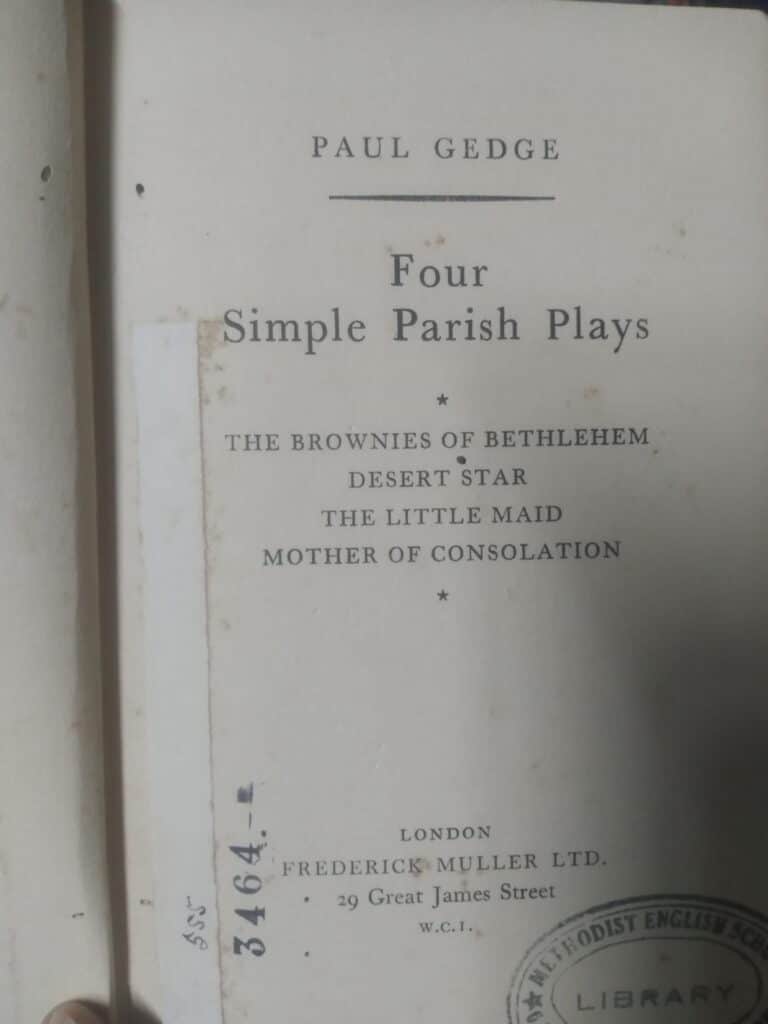 PAUL GEDGE
Four
Simple Parish Plays
★
THE BROWNIES OF BETHLEHEM
DESERT STAR
THE LITTLE MAID
MOTHER OF CONSOLATION
★
LONDON
FREDERICK MULLER LTD.
29 Great James Street
W.C.1.
3464.
555
METHODIST ENGLISH
LIBRARY